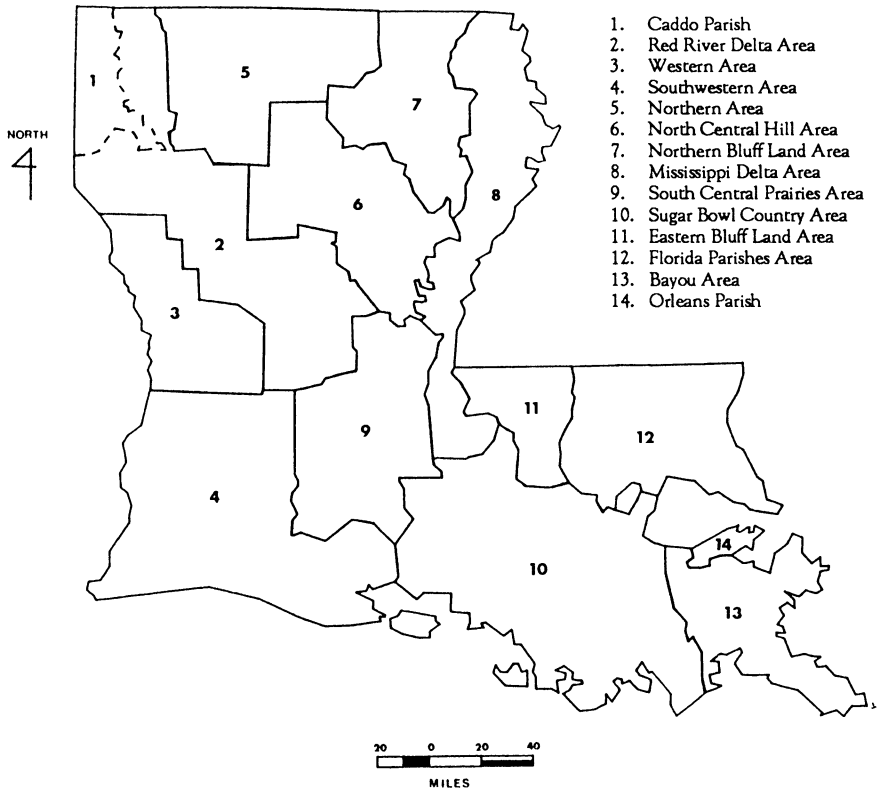 1. Caddo Parish
2. Red River Delta Area
3. Western Area
4. Southwestern Area
5. Northern Area
6. North Central Hill Area
7. Northern Bluff Land Area
8. Mississippi Delta Area
9. South Central Prairies Area
10. Sugar Bowl Country Area
11. Eastern Bluff Land Area
12. Florida Parishes Area
13. Bayou Area
14. Orleans Parish
NORTH
1
5
7
8
6
2
3
11
12
9
4
14
10
13
20 0 20 40
MILES